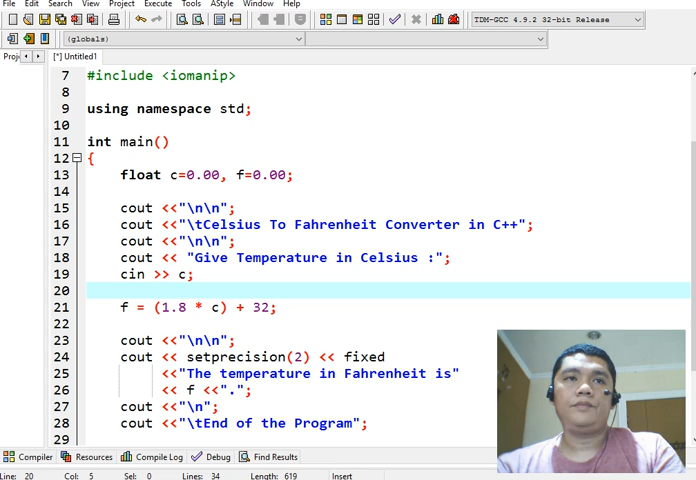 File Edit Search View Project Execute Tools AStyle Window Help
TDM-GCC 4.9.2 32-bit Release
(globals)
Proje [*] Untitled1
7 #include <iomanip>
8
9 using namespace std;
10
11 int main()
12 {
13 float c=0.00, f=0.00;
14
15 cout <<"\n\n";
16 cout <<"\tCelsius To Fahrenheit Converter in C++";
17 cout <<"\n\n";
18 cout << "Give Temperature in Celsius :";
19 cin >> c;
20
21 f = (1.8 * c) + 32;
22
23 cout <<"\n\n";
24 cout << setprecision(2) << fixed
25 <<"The temperature in Fahrenheit is"
26 << f <<".";
27 cout <<"\n";
28 cout <<"\tEnd of the Program";
29
Compiler Resources Compile Log Debug Find Results
Line: 20 Col: 5 Sel: 0 Lines: 34 Length: 619 Insert